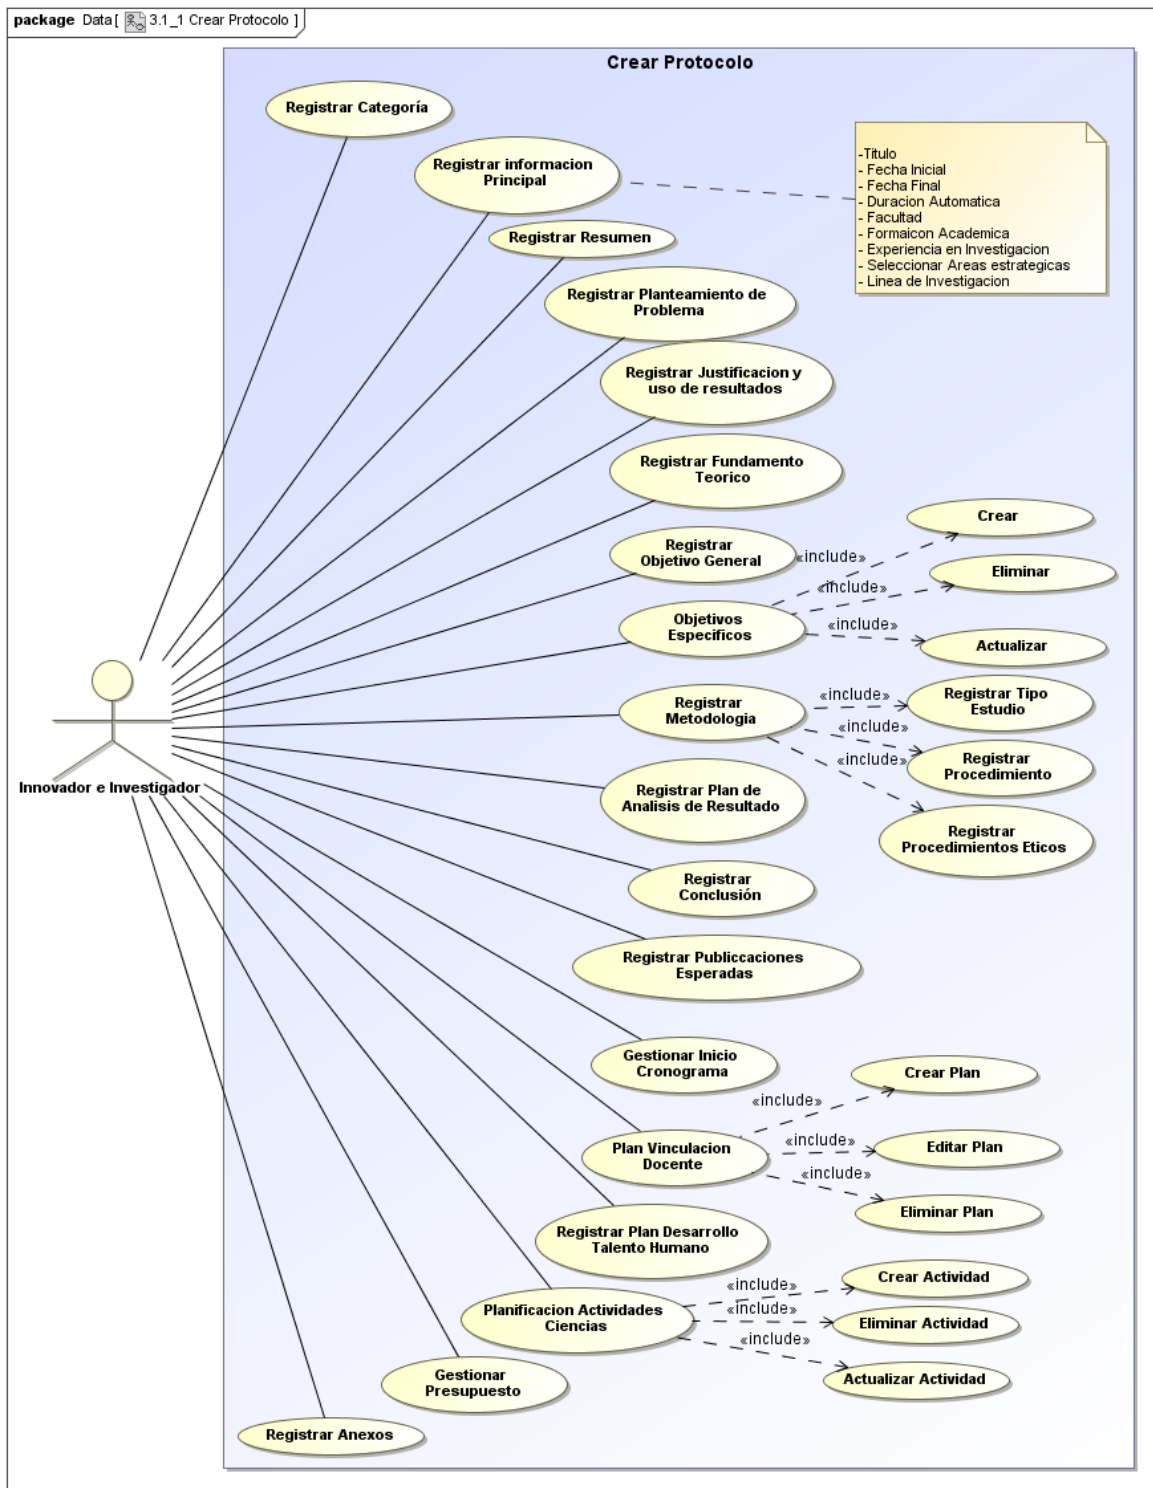 package Data [ 3.1_1 Crear Protocolo ]
Crear Protocolo
Registrar Categoría
Registrar informacion
Principal
-Titulo
- Fecha Inicial
- Fecha Final
- Duracion Automatica
- Facultad
- Formaicon Academica
- Experiencia en Investigacion
- Seleccionar Areas estrategicas
- Linea de Investigacion
Registrar Resumen
Registrar Planteamiento de
Problema
Registrar Justificacion y
uso de resultados
Registrar Fundamento
Teorico
Registrar
Objetivo General
Objetivos
Especificos
«include»
Crear
«include»
Eliminar
«include»
Actualizar
Registrar
Metodologia
«include»
Registrar Tipo
Estudio
«include»
Registrar
Procedimiento
«include»
Registrar
Procedimientos Eticos
Innovador e Investigador
Registrar Plan de
Analisis de Resultado
Registrar
Conclusión
Registrar Publiccaciones
Esperadas
Gestionar Inicio
Cronograma
Plan Vinculacion
Docente
«include»
Crear Plan
«include»
Editar Plan
«include»
Eliminar Plan
Registrar Plan Desarrollo
Talento Humano
Planificacion Actividades
Ciencias
«include»
Crear Actividad
«include»
Eliminar Actividad
«include»
Actualizar Actividad
Gestionar
Presupuesto
Registrar Anexos